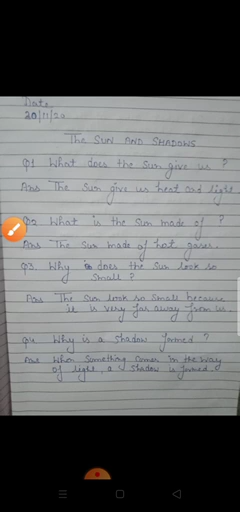 Date
20/11/20
The SUN AND SHADOWS
Q1 What does the Sun give us ?
Ans The Sun give us heat and light
Q2 What is the Sun made of ?
Ans The Sun made of hot gases.
Q3. Why does the Sun look so
small ?
Ans The Sun look so small because
it is very far away from us.
Q4 Why is a shadow formed ?
Ans When Something comes in the way
of light, a shadow is formed.